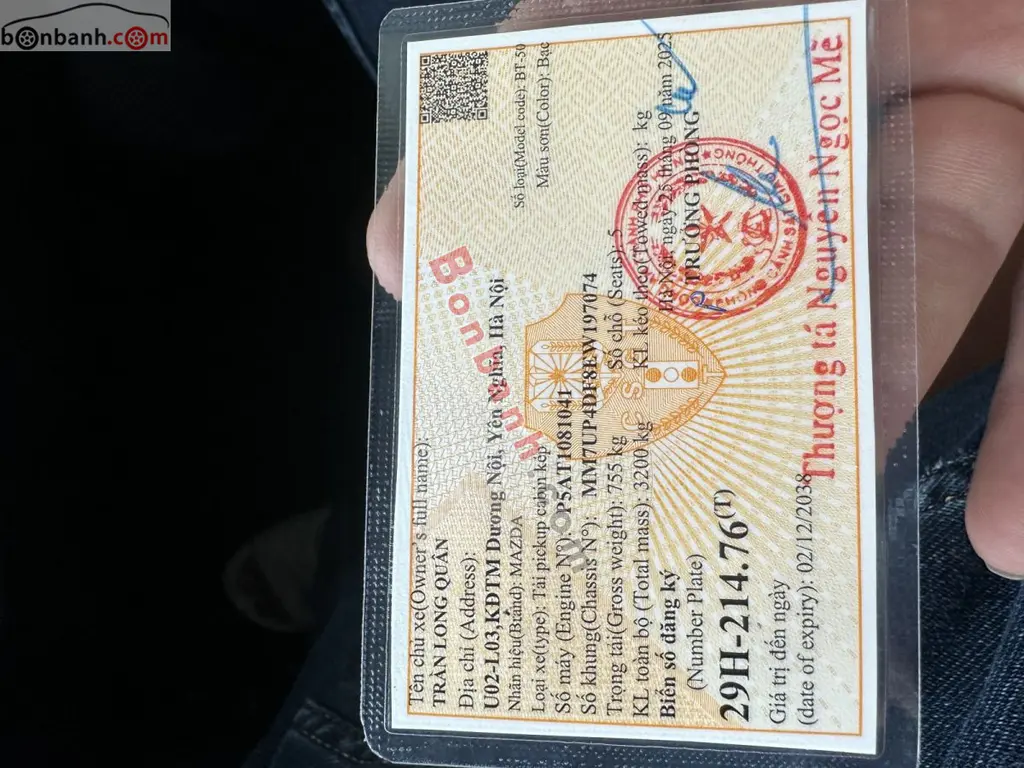 bonbanh.com
Tên chủ xe(Owner's full name):
TRẦN LONG QUÂN
Địa chỉ (Address):
U02-L03 KĐTM Dương Nội, Yên Nghĩa, Hà Nội
Nhãn hiệu(Brand): MAZDA Số loại(Model code): BT-50
Loại xe(type): Tải pickup cabin kép Màu sơn(Color): Bạc
Số máy (Engine N°): P5AT1081041
Số khung(Chassis N°): MM7UP4DF8EW197074
Trọng tải(Gross weight): 755 kg Số chỗ (Seats): 5
KL toàn bộ (Total mass): 3200 kg KL kéo theo(Towed mass): kg
Biển số đăng ký Hà Nội, ngày 25 tháng 09 năm 2025
(Number Plate) TRƯỞNG PHÒNG
29H-214.76(T)
Giá trị đến ngày
(date of expiry): 02/12/2038
Thượng tá Nguyễn Ngọc Mễ
Bonbanh.com
CSGT